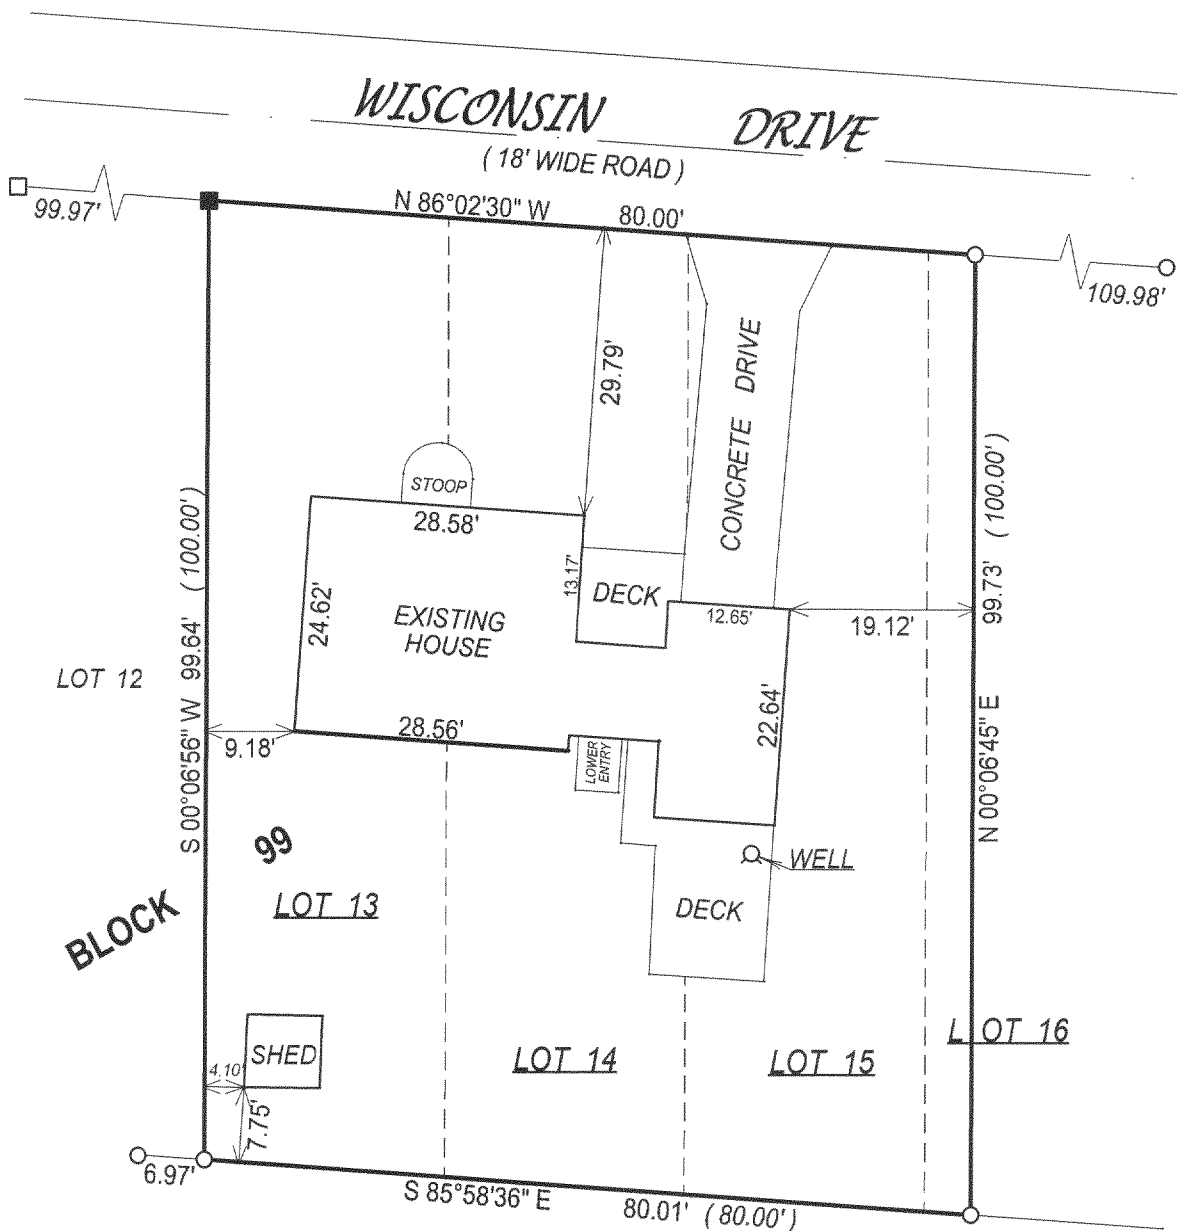 WISCONSIN DRIVE
( 18' WIDE ROAD )
99.97'
N 86°02'30" W 80.00'
109.98'
29.79'
CONCRETE DRIVE
STOOP
28.58'
13.17'
DECK
12.65'
19.12'
24.62'
EXISTING
HOUSE
S 00°06'56" W 99.64' ( 100.00' )
N 00°06'45" E 99.73' ( 100.00' )
LOT 12
22.64'
28.56'
9.18'
LOWER
ENTRY
BLOCK 99
WELL
LOT 13
DECK
SHED
LOT 14
LOT 15
L OT 16
4.10'
7.75'
6.97'
S 85°58'36" E 80.01' ( 80.00' )